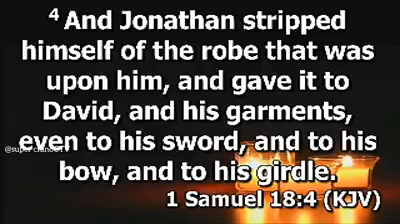 ⁴ And Jonathan stripped
himself of the robe that was
upon him, and gave it to
David, and his garments,
even to his sword, and to his
bow, and to his girdle.
1 Samuel 18:4 (KJV)